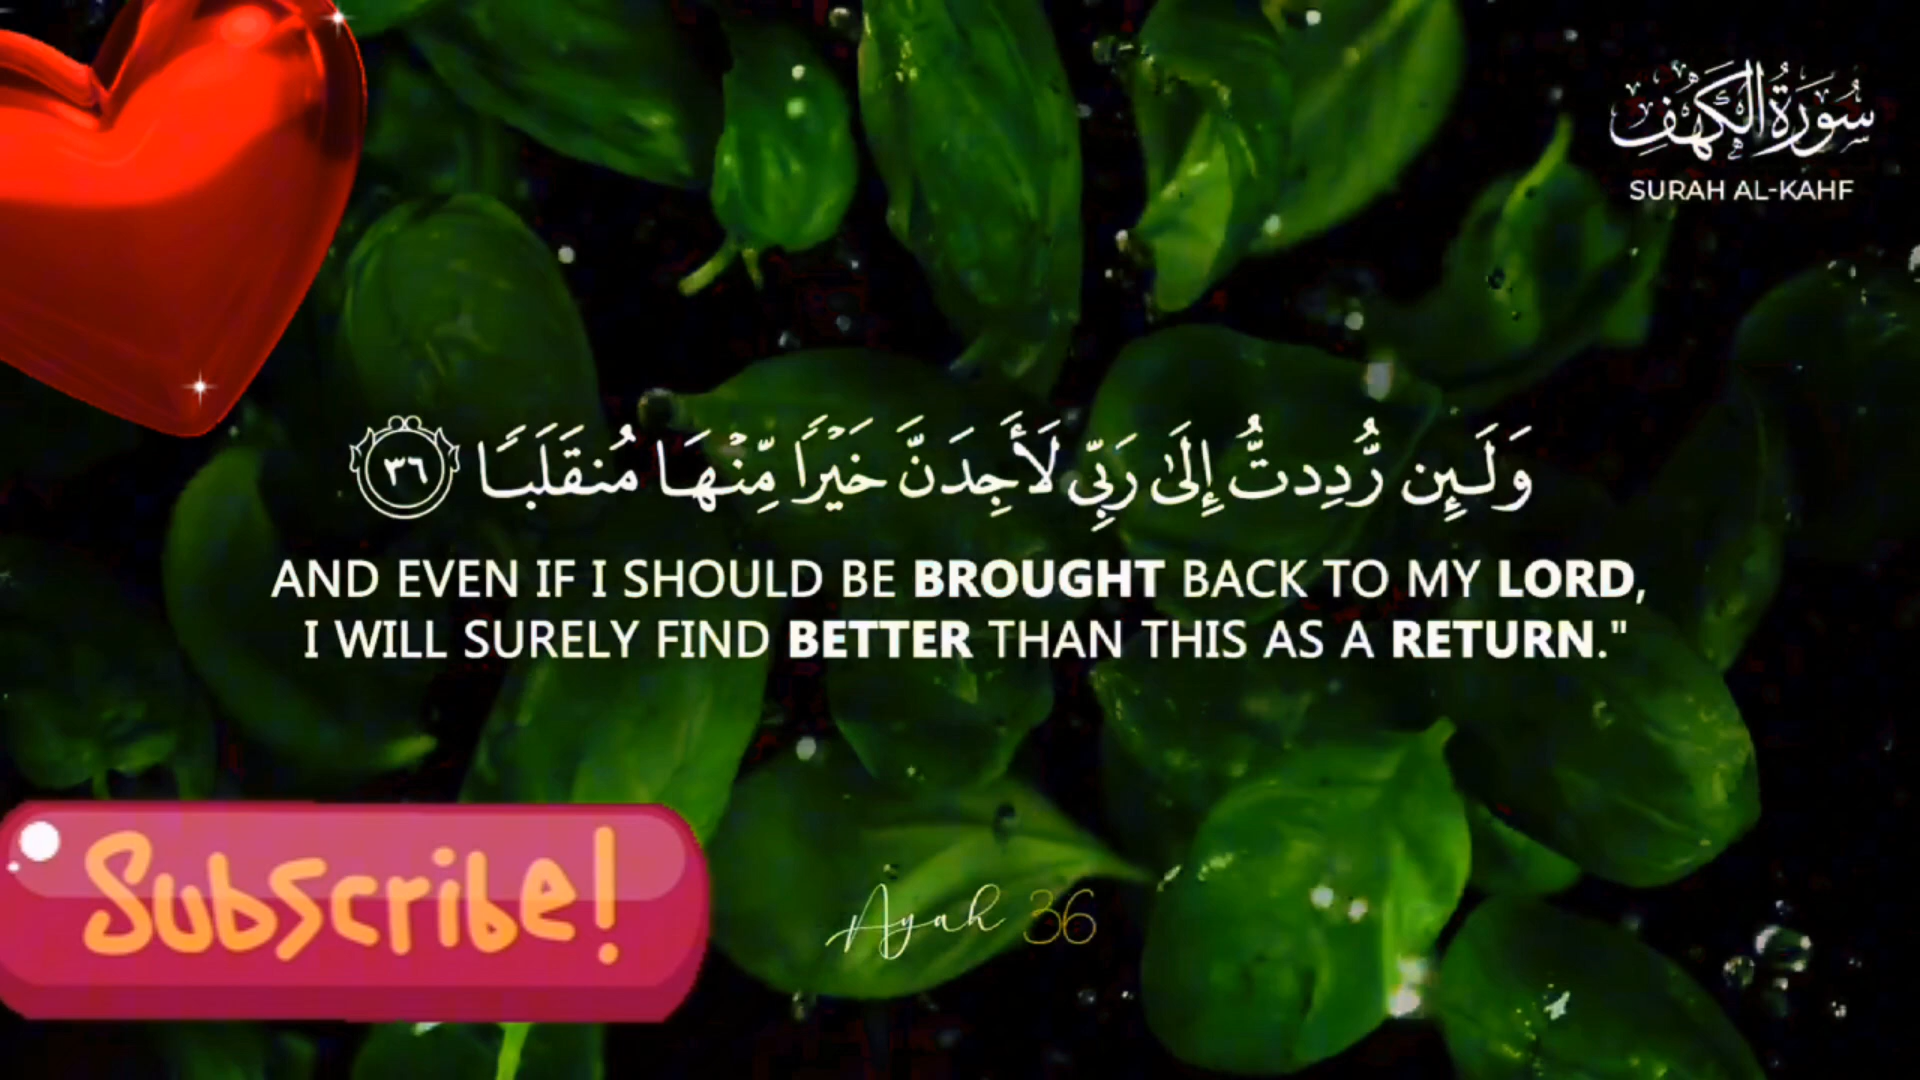 سُورَةُ الكَهْفِ
SURAH AL-KAHF
وَلَئِن رُّدِدتُّ إِلَىٰ رَبِّي لَأَجِدَنَّ خَيْرًا مِّنْهَا مُنقَلَبًا ٣٦
AND EVEN IF I SHOULD BE BROUGHT BACK TO MY LORD,
I WILL SURELY FIND BETTER THAN THIS AS A RETURN."
Subscribe!
Ayah 36